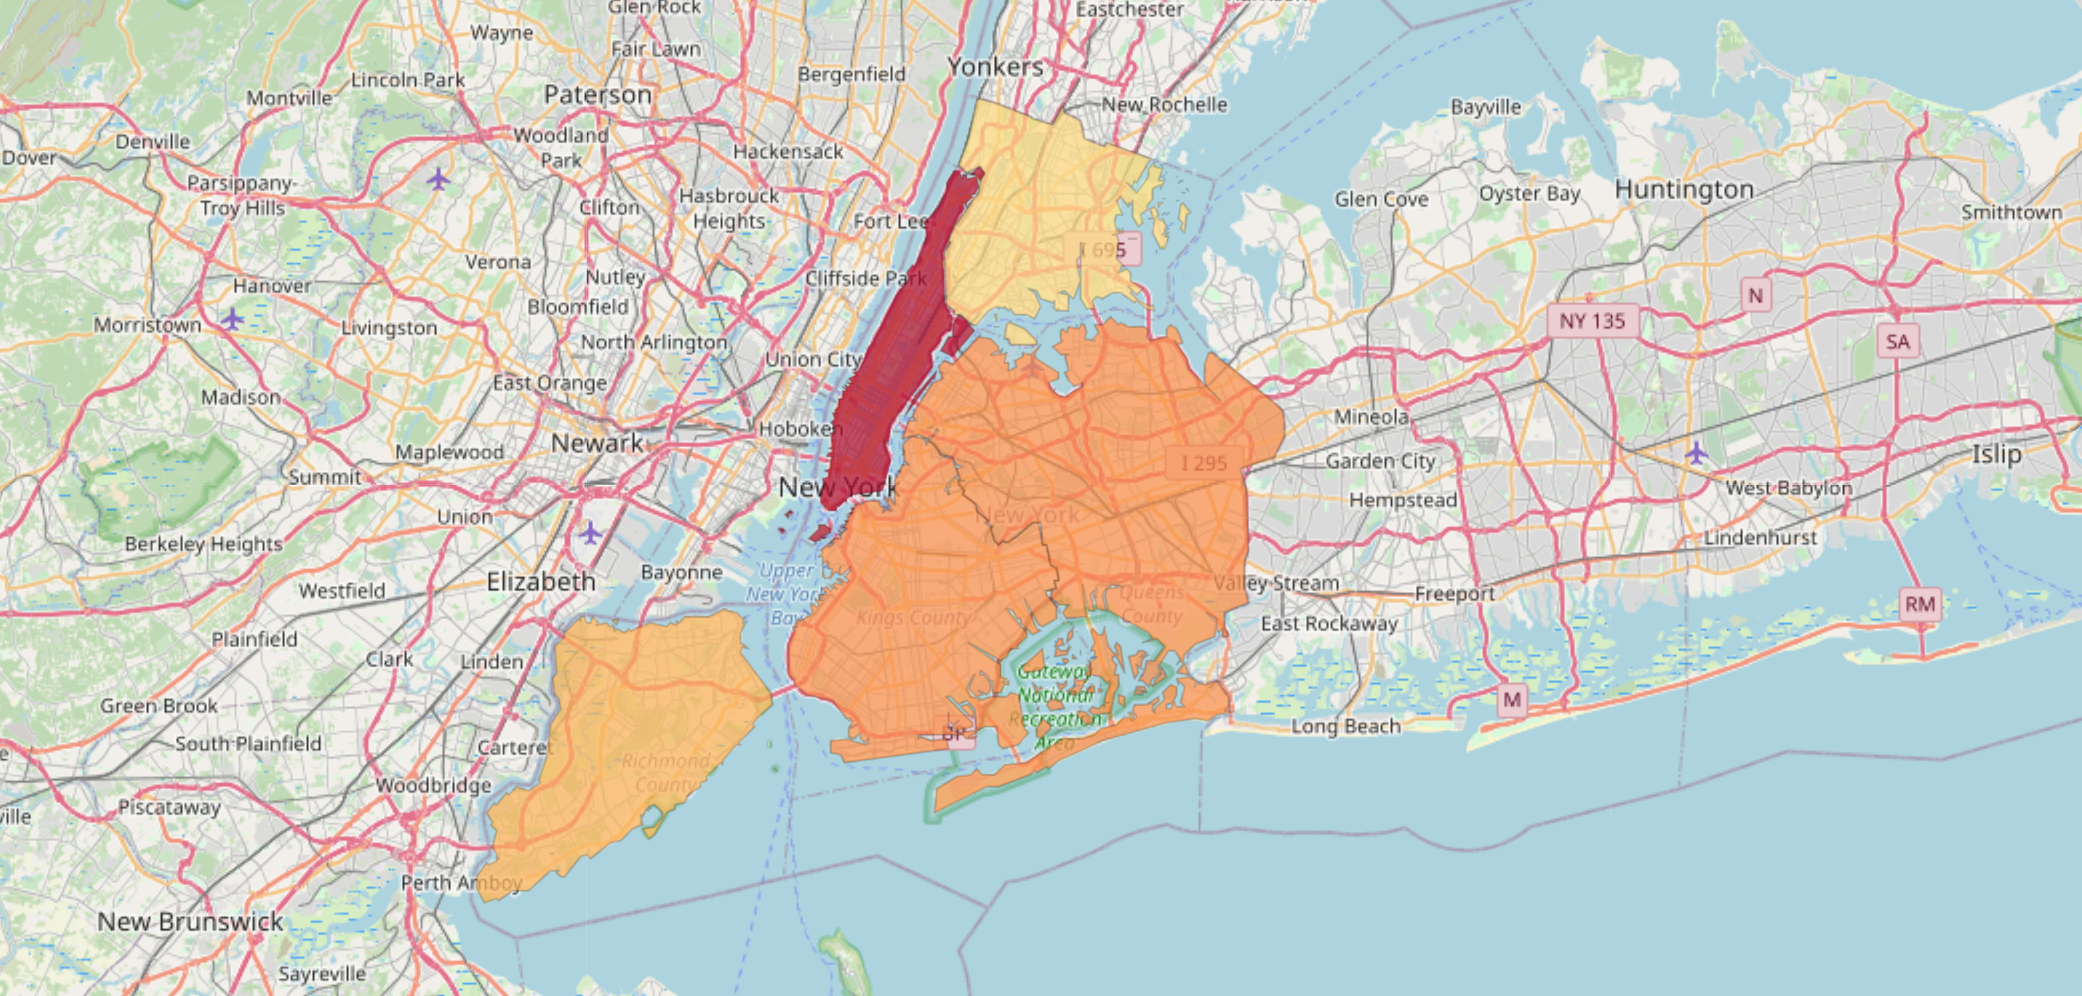 Glen Rock
Eastchester
Wayne
Fair Lawn
Yonkers
Lincoln Park
Bergenfield
Montville
Paterson
New Rochelle
Bayville
Denville
Woodland
Park
Dover
Hackensack
Parsippany-
Troy Hills
Clifton
Hasbrouck
Heights
Fort Lee
Glen Cove
Oyster Bay
Huntington
Smithtown
I 695
Verona
Nutley
Cliffside Park
Hanover
Bloomfield
N
Morristown
Livingston
North Arlington
NY 135
SA
Union City
East Orange
Madison
Mineola
Hoboken
Newark
Maplewood
I 295
Garden City
Islip
Summit
New York
Hempstead
West Babylon
Union
New York
Berkeley Heights
Lindenhurst
Elizabeth
Bayonne
Upper
New York
Bay
Westfield
Valley Stream
Queens
County
Freeport
RM
Kings County
East Rockaway
Plainfield
Clark
Linden
Gateway
National
Recreation
Area
M
Green Brook
Long Beach
BP
South Plainfield
Carteret
Richmond
County
Woodbridge
Piscataway
ville
Perth Amboy
New Brunswick
Sayreville